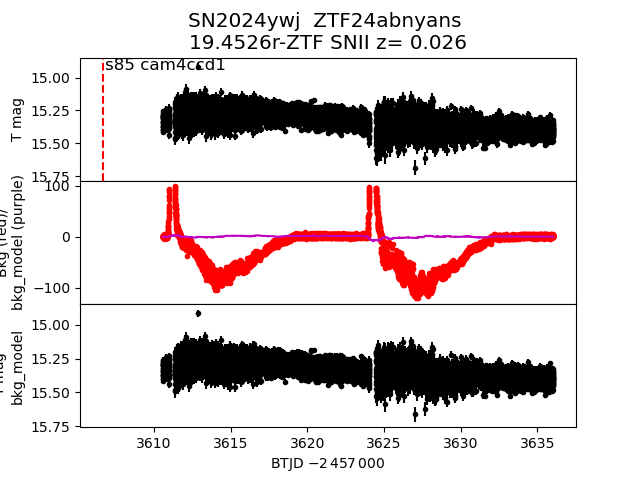 SN2024ywj  ZTF24abnyans
19.4526r-ZTF SNII z= 0.026
s85 cam4ccd1
15.00
15.25
15.50
15.75
T mag
100
0
−100
bkg_model (purple)
15.00
15.25
15.50
15.75
mag
bkg_model
3610
3615
3620
3625
3630
3635
BTJD −2 457 000